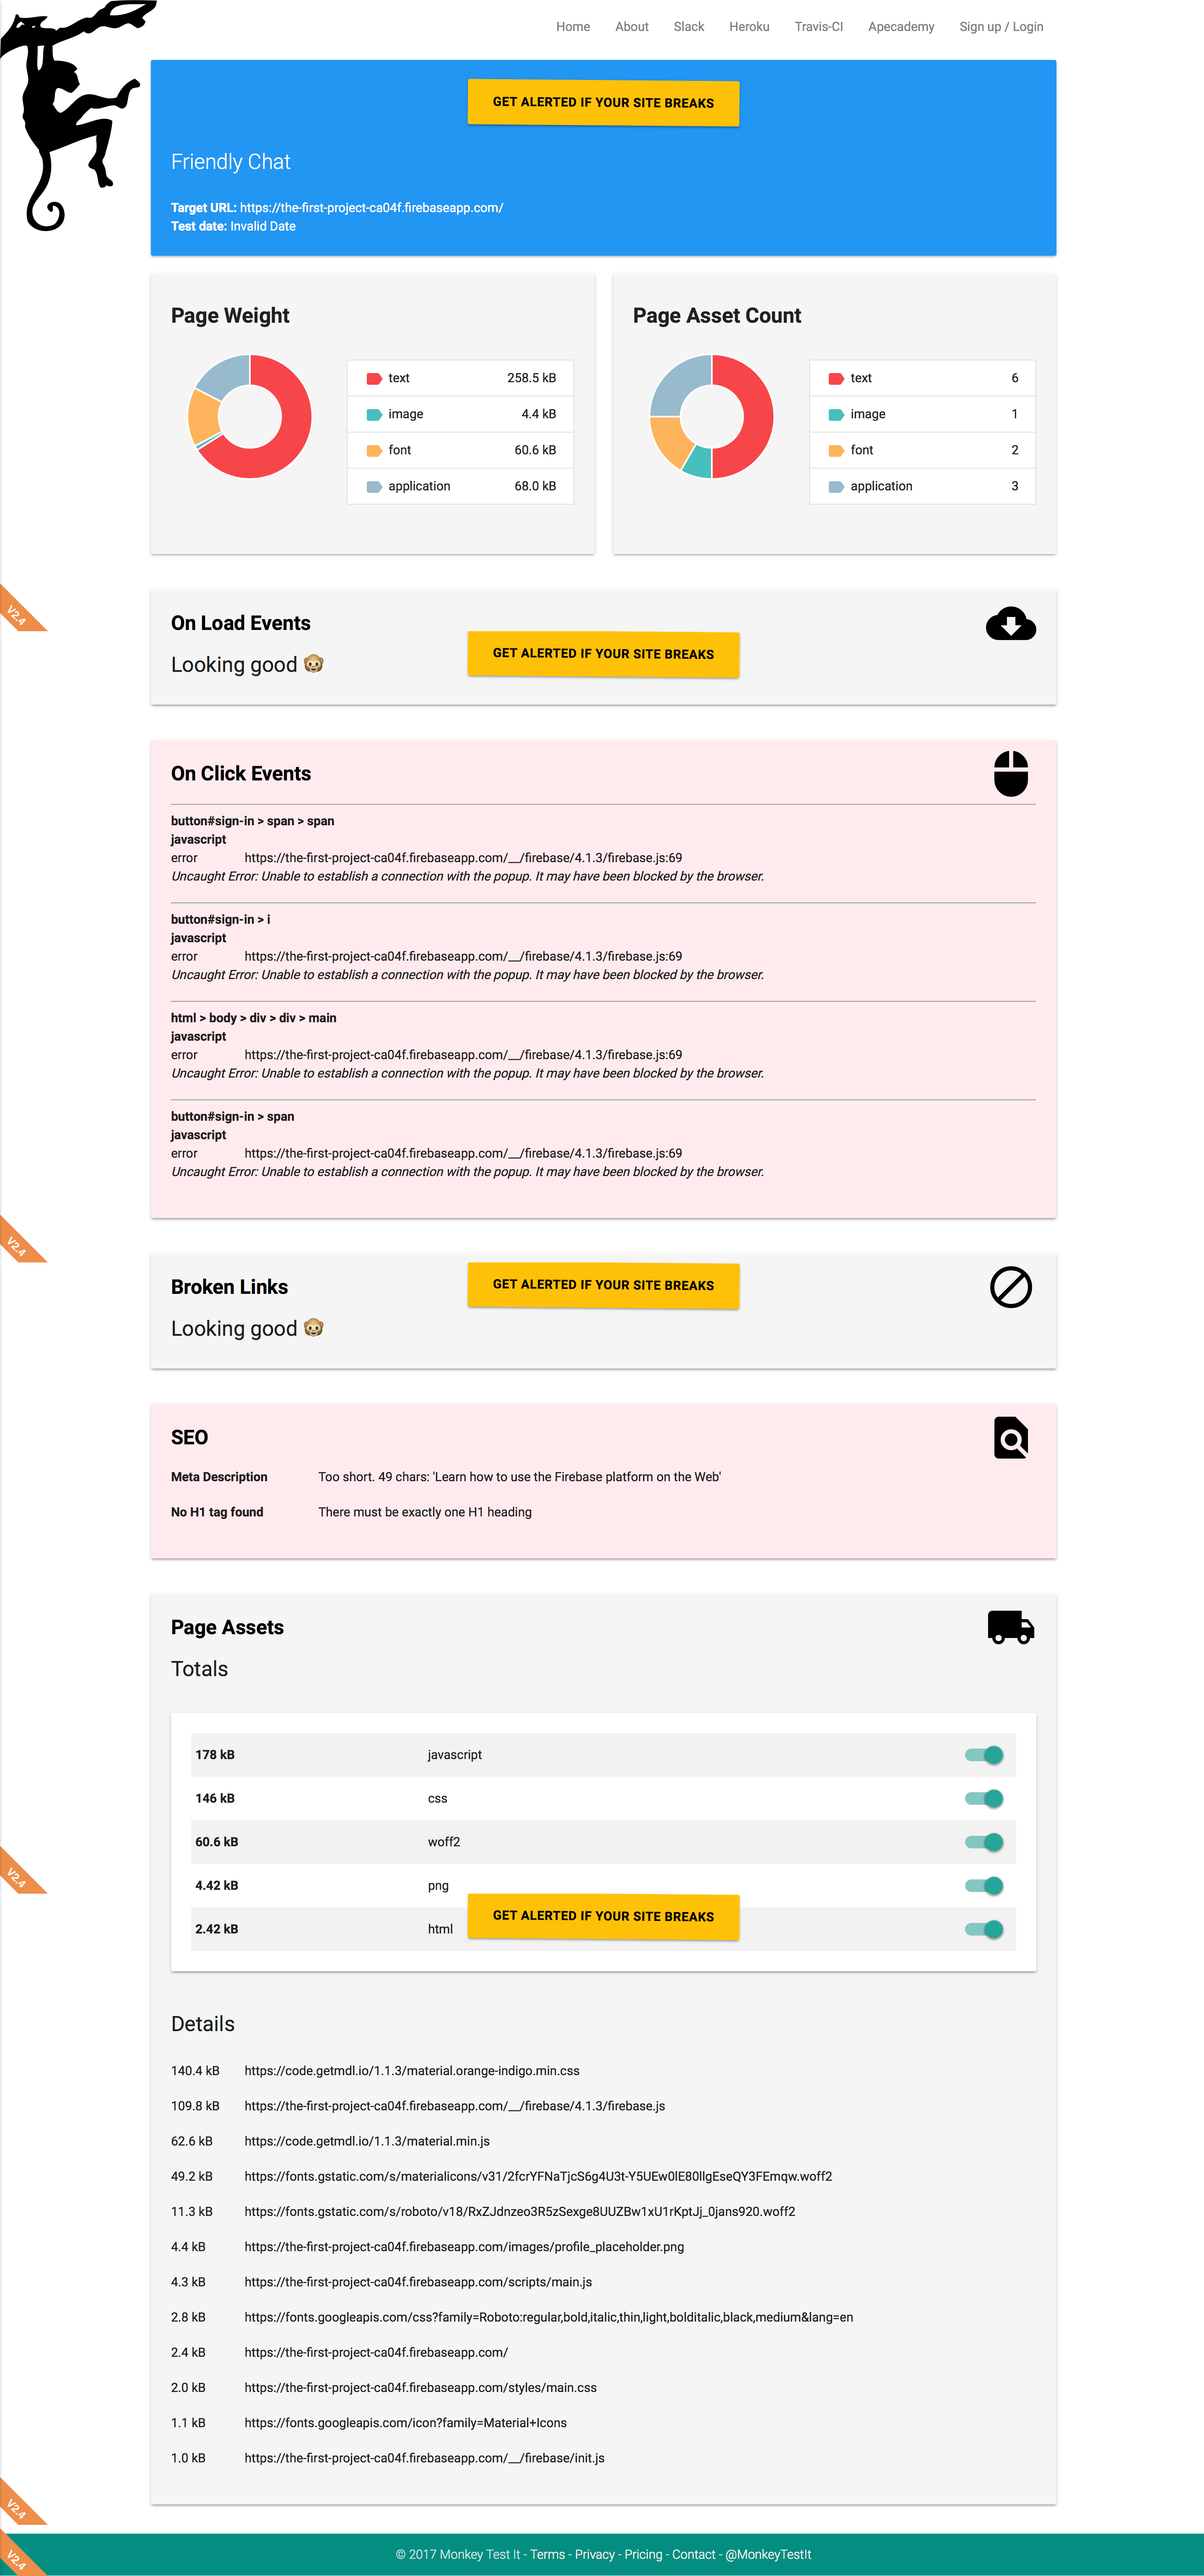 Home About Slack Heroku Travis-CI Apecademy Sign up / Login
GET ALERTED IF YOUR SITE BREAKS
Friendly Chat
Target URL: https://the-first-project-ca04f.firebaseapp.com/
Test date: Invalid Date
Page Weight
text 258.5 kB
image 4.4 kB
font 60.6 kB
application 68.0 kB
Page Asset Count
text 6
image 1
font 2
application 3
V2.4
On Load Events
GET ALERTED IF YOUR SITE BREAKS
Looking good 🐵
On Click Events
button#sign-in > span > span
javascript
error https://the-first-project-ca04f.firebaseapp.com/__/firebase/4.1.3/firebase.js:69
Uncaught Error: Unable to establish a connection with the popup. It may have been blocked by the browser.
button#sign-in > i
javascript
error https://the-first-project-ca04f.firebaseapp.com/__/firebase/4.1.3/firebase.js:69
Uncaught Error: Unable to establish a connection with the popup. It may have been blocked by the browser.
html > body > div > div > main
javascript
error https://the-first-project-ca04f.firebaseapp.com/__/firebase/4.1.3/firebase.js:69
Uncaught Error: Unable to establish a connection with the popup. It may have been blocked by the browser.
button#sign-in > span
javascript
error https://the-first-project-ca04f.firebaseapp.com/__/firebase/4.1.3/firebase.js:69
Uncaught Error: Unable to establish a connection with the popup. It may have been blocked by the browser.
V2.4
Broken Links
GET ALERTED IF YOUR SITE BREAKS
Looking good 🐵
SEO
Meta Description Too short. 49 chars: 'Learn how to use the Firebase platform on the Web'
No H1 tag found There must be exactly one H1 heading
Page Assets
Totals
178 kB javascript
146 kB css
60.6 kB woff2
4.42 kB png
V2.4
GET ALERTED IF YOUR SITE BREAKS
2.42 kB html
Details
140.4 kB https://code.getmdl.io/1.1.3/material.orange-indigo.min.css
109.8 kB https://the-first-project-ca04f.firebaseapp.com/__/firebase/4.1.3/firebase.js
62.6 kB https://code.getmdl.io/1.1.3/material.min.js
49.2 kB https://fonts.gstatic.com/s/materialicons/v31/2fcrYFNaTjcS6g4U3t-Y5UEw0lE80llgEseQY3FEmqw.woff2
11.3 kB https://fonts.gstatic.com/s/roboto/v18/RxZJdnzeo3R5zSexge8UUZBw1xU1rKptJj_0jans920.woff2
4.4 kB https://the-first-project-ca04f.firebaseapp.com/images/profile_placeholder.png
4.3 kB https://the-first-project-ca04f.firebaseapp.com/scripts/main.js
2.8 kB https://fonts.googleapis.com/css?family=Roboto:regular,bold,italic,thin,light,bolditalic,black,medium&lang=en
2.4 kB https://the-first-project-ca04f.firebaseapp.com/
2.0 kB https://the-first-project-ca04f.firebaseapp.com/styles/main.css
1.1 kB https://fonts.googleapis.com/icon?family=Material+Icons
1.0 kB https://the-first-project-ca04f.firebaseapp.com/__/firebase/init.js
V2.4
© 2017 Monkey Test It - Terms - Privacy - Pricing - Contact - @MonkeyTestIt
V2.4